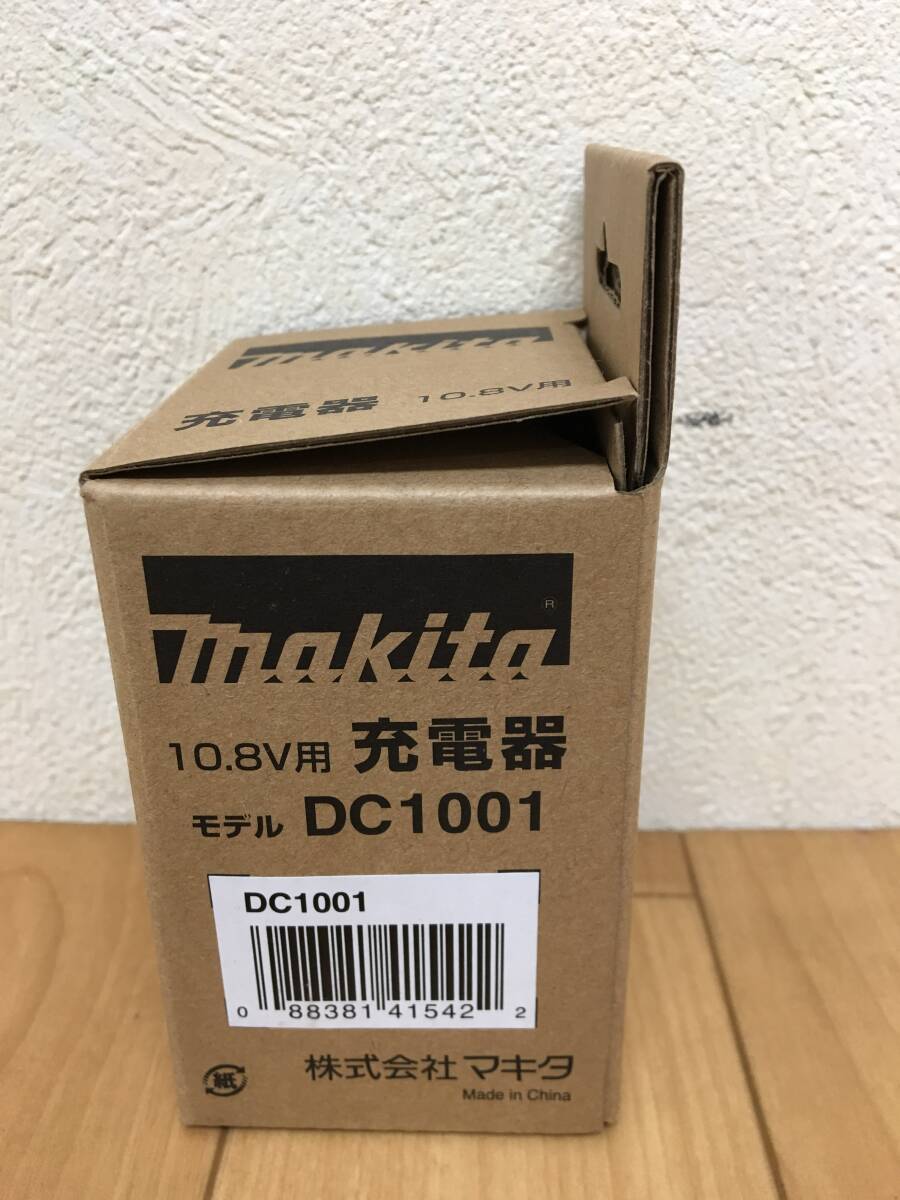 makita
充電器 10.8V用
makita®
10.8V用 充電器
モデル DC1001
DC1001
0 88381 41542 2
紙
株式会社 マキタ
Made in China